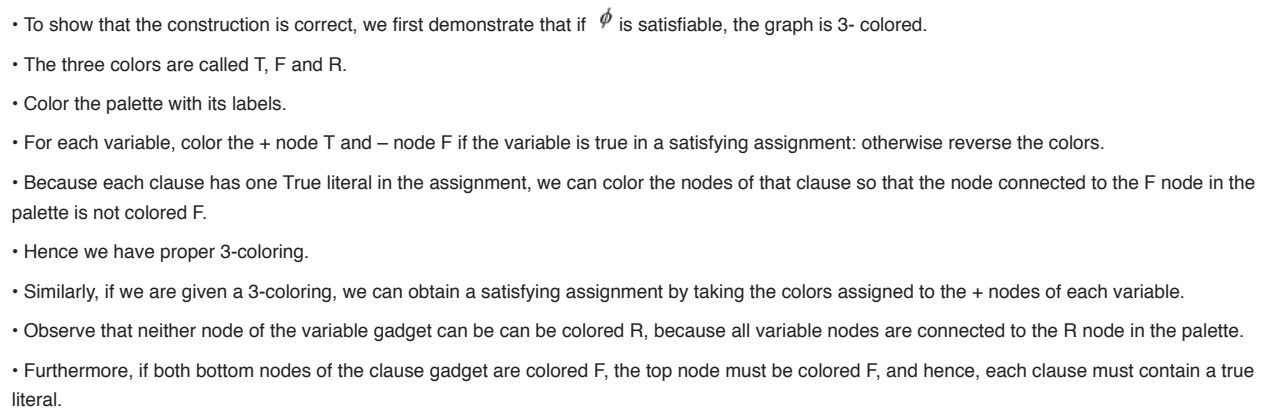 • To show that the construction is correct, we first demonstrate that if ϕ is satisfiable, the graph is 3- colored.
• The three colors are called T, F and R.
• Color the palette with its labels.
• For each variable, color the + node T and – node F if the variable is true in a satisfying assignment: otherwise reverse the colors.
• Because each clause has one True literal in the assignment, we can color the nodes of that clause so that the node connected to the F node in the
palette is not colored F.
• Hence we have proper 3-coloring.
• Similarly, if we are given a 3-coloring, we can obtain a satisfying assignment by taking the colors assigned to the + nodes of each variable.
• Observe that neither node of the variable gadget can be can be colored R, because all variable nodes are connected to the R node in the palette.
• Furthermore, if both bottom nodes of the clause gadget are colored F, the top node must be colored F, and hence, each clause must contain a true
literal.